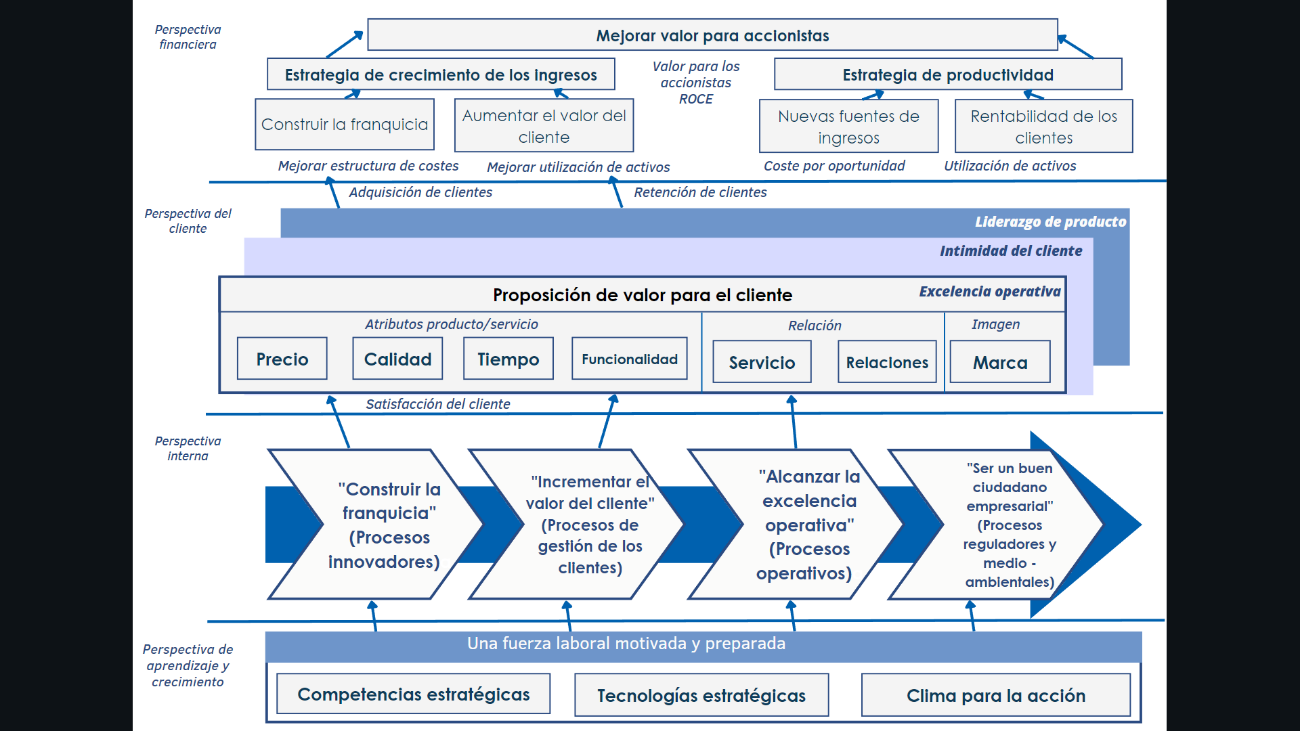 Perspectiva
financiera
Mejorar valor para accionistas
Estrategia de crecimiento de los ingresos
Valor para los
accionistas
ROCE
Estrategia de productividad
Construir la franquicia
Aumentar el valor del
cliente
Nuevas fuentes de
ingresos
Rentabilidad de los
clientes
Mejorar estructura de costes
Mejorar utilización de activos
Coste por oportunidad
Utilización de activos
Adquisición de clientes
Retención de clientes
Perspectiva del
cliente
Liderazgo de producto
Intimidad del cliente
Proposición de valor para el cliente
Excelencia operativa
Atributos producto/servicio
Relación
Imagen
Precio
Calidad
Tiempo
Funcionalidad
Servicio
Relaciones
Marca
Satisfacción del cliente
Perspectiva
Interna
"Construir la
franquicia"
(Procesos
innovadores)
"Incrementar el
valor del cliente"
(Procesos de
gestión de los
clientes)
"Alcanzar la
excelencia
operativa"
(Procesos
operativos)
"Ser un buen
ciudadano
empresarial"
(Procesos
reguladores y
medio -
ambientales)
Perspectiva de
aprendizaje y
crecimiento
Una fuerza laboral motivada y preparada
Competencias estratégicas
Tecnologías estratégicas
Clima para la acción